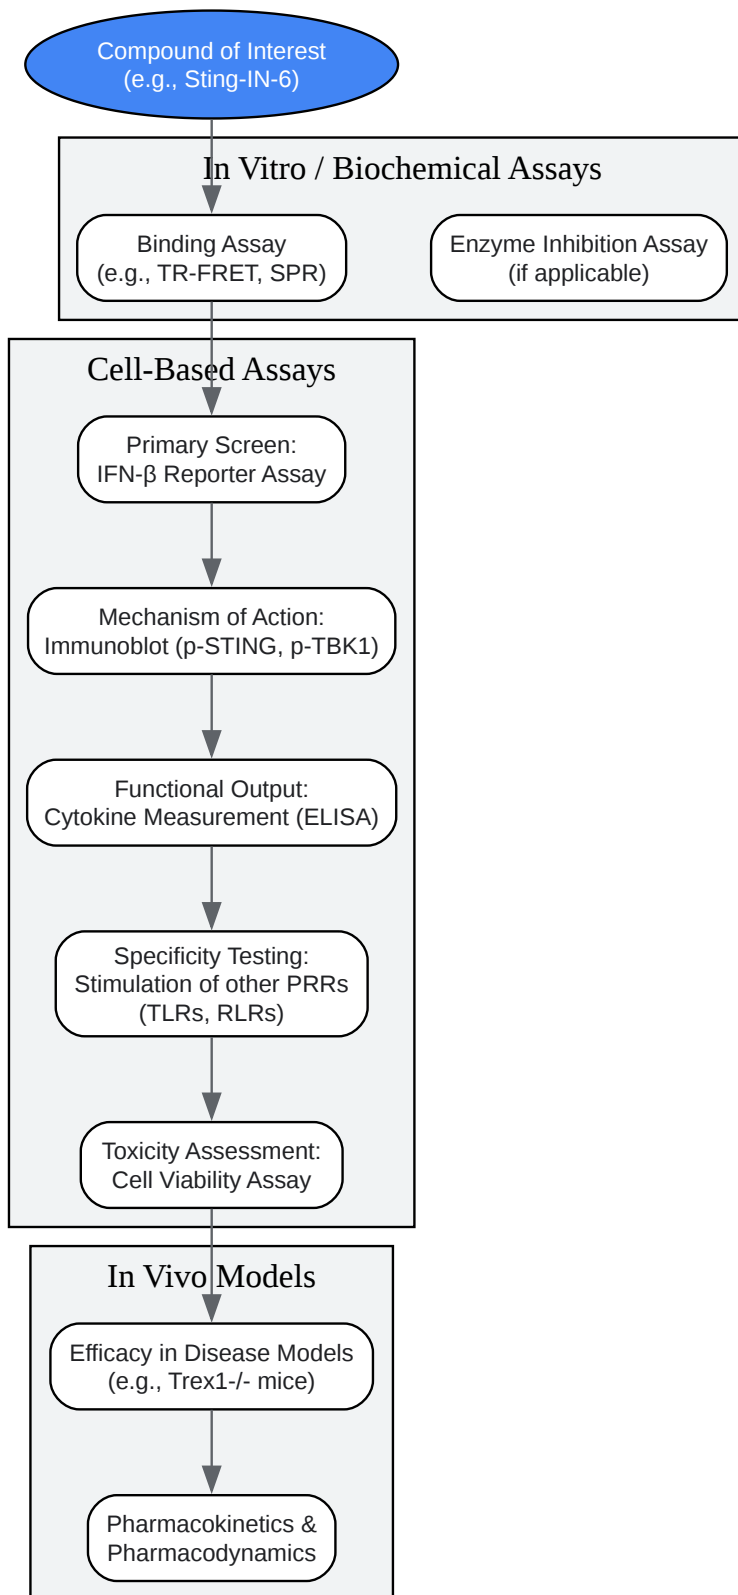 Compound of Interest
(e.g., Sting-IN-6)
In Vitro / Biochemical Assays
Binding Assay
(e.g., TR-FRET, SPR)
Enzyme Inhibition Assay
(if applicable)
Cell-Based Assays
Primary Screen:
IFN-β Reporter Assay
Mechanism of Action:
Immunoblot (p-STING, p-TBK1)
Functional Output:
Cytokine Measurement (ELISA)
Specificity Testing:
Stimulation of other PRRs
(TLRs, RLRs)
Toxicity Assessment:
Cell Viability Assay
In Vivo Models
Efficacy in Disease Models
(e.g., Trex1-/- mice)
Pharmacokinetics &
Pharmacodynamics